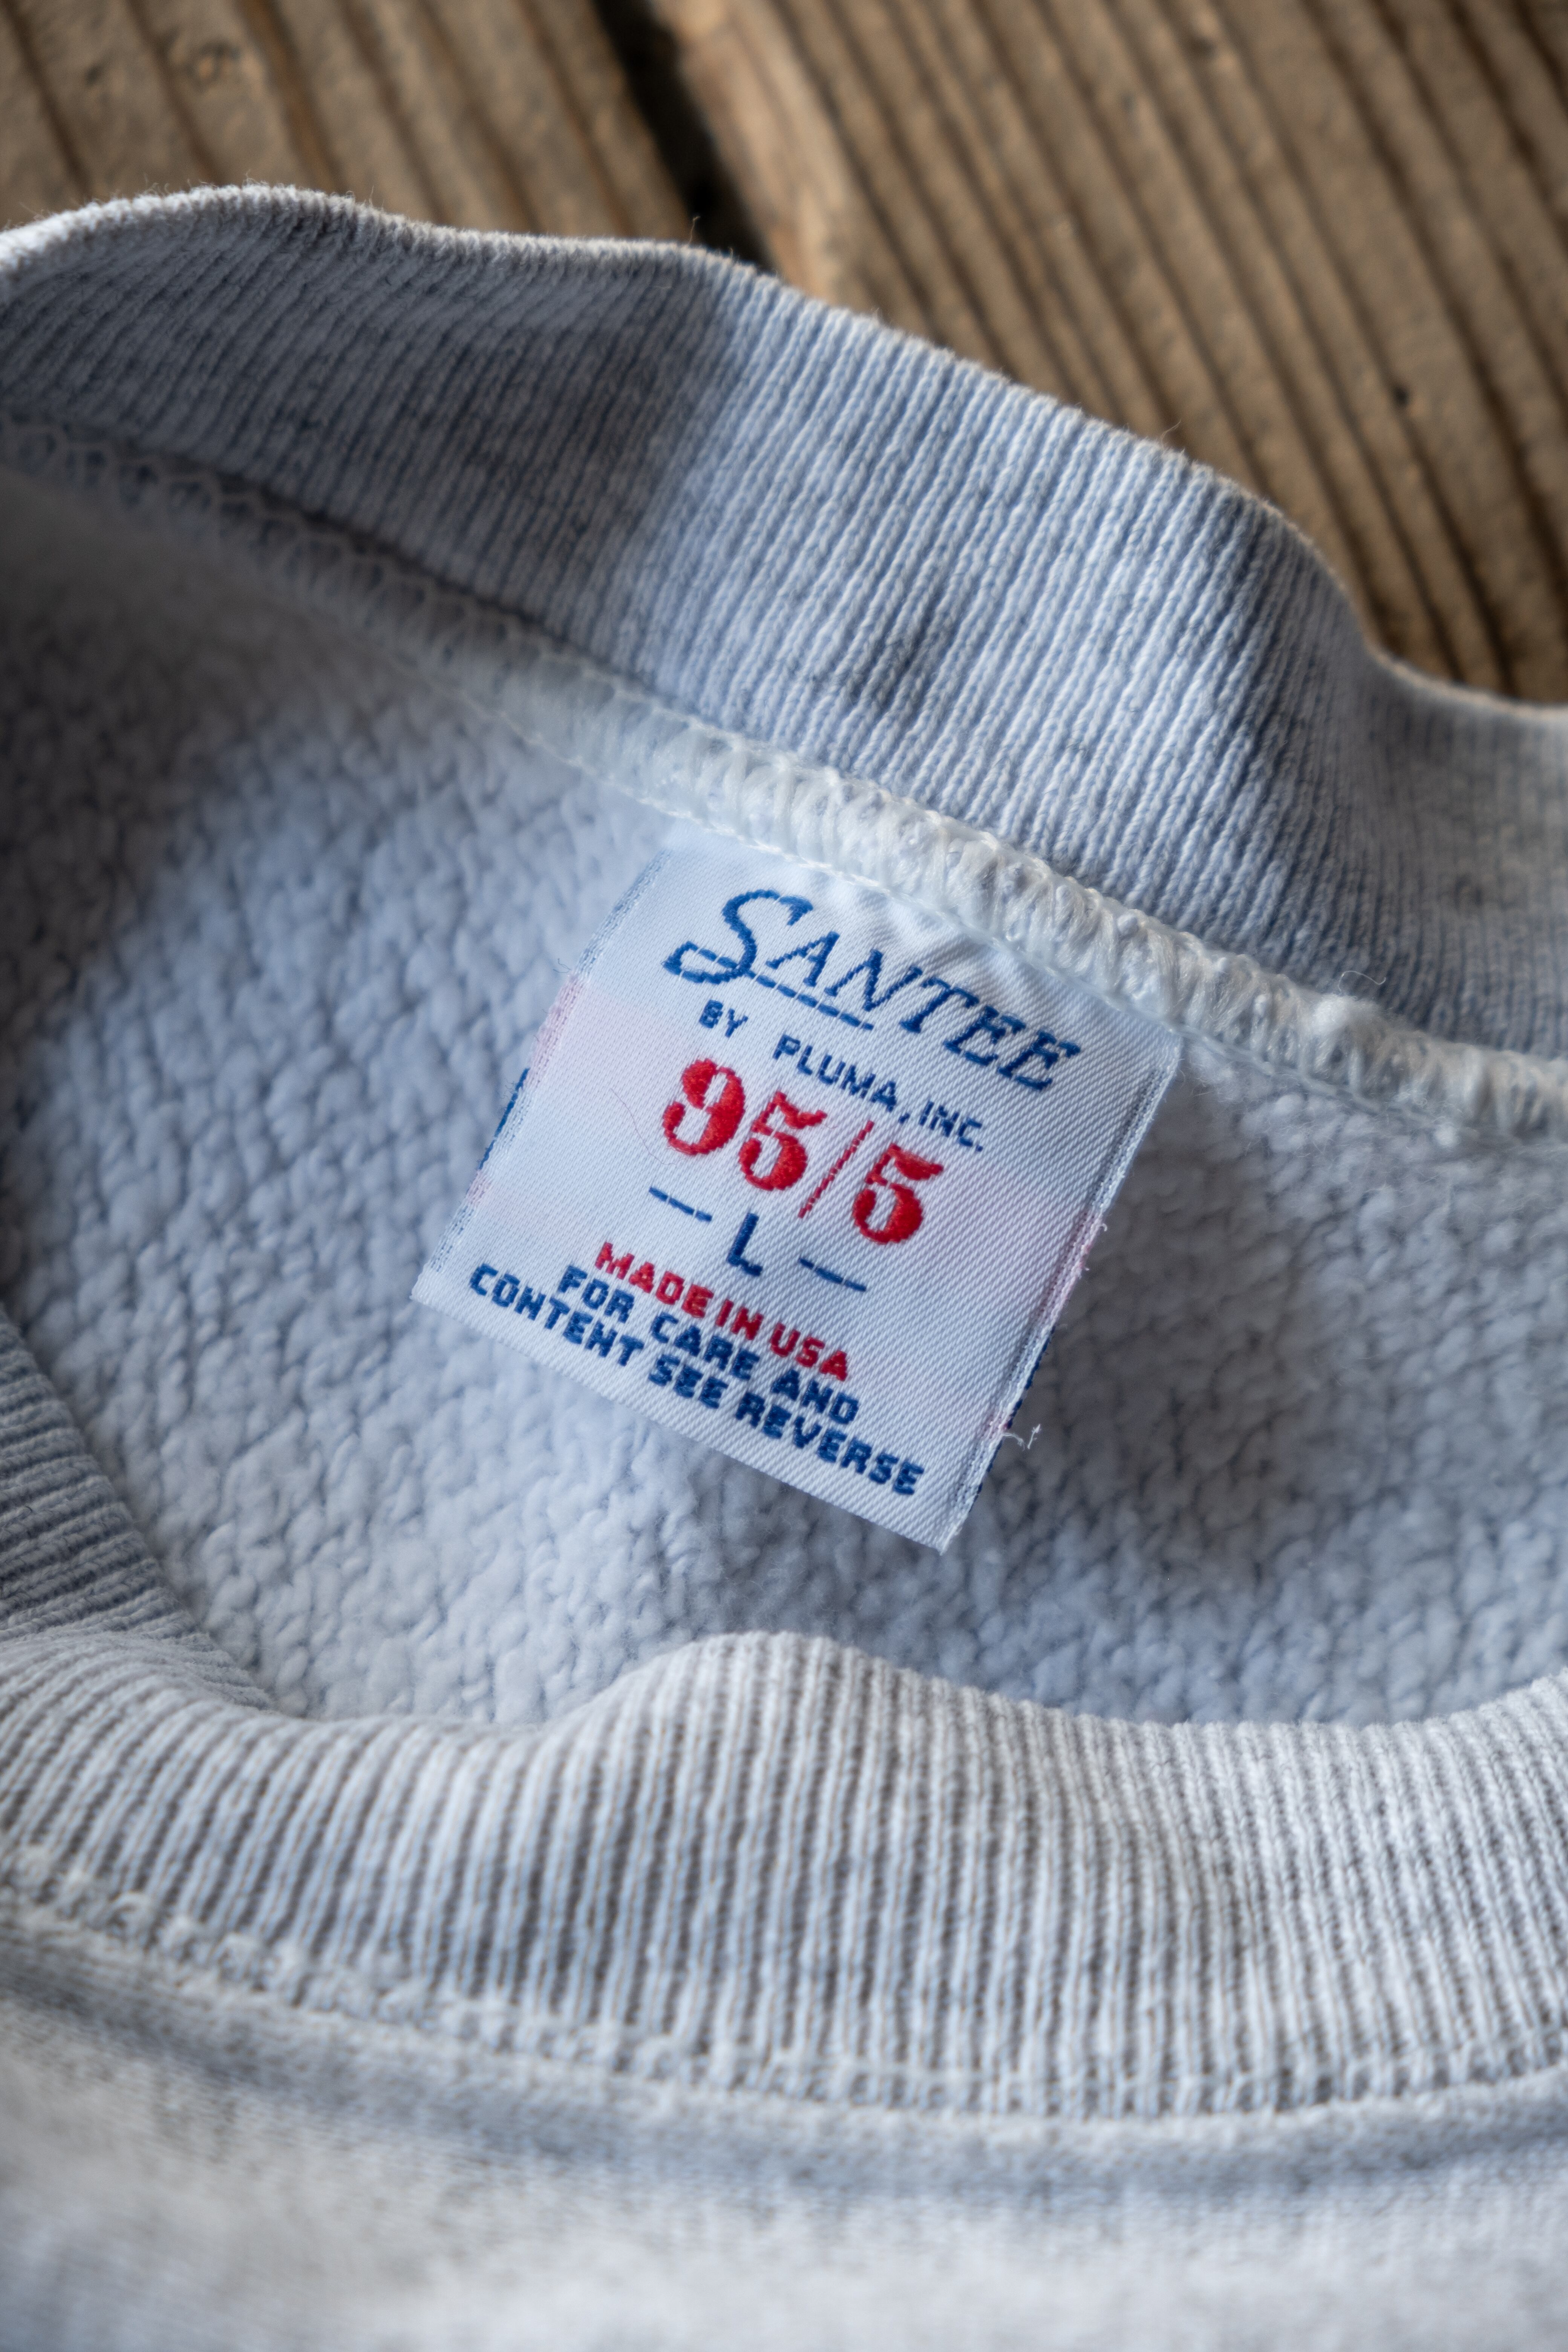 SANTEE
BY PLUMA, INC.
95/5
— L —
MADE IN USA
FOR CARE AND
CONTENT SEE REVERSE